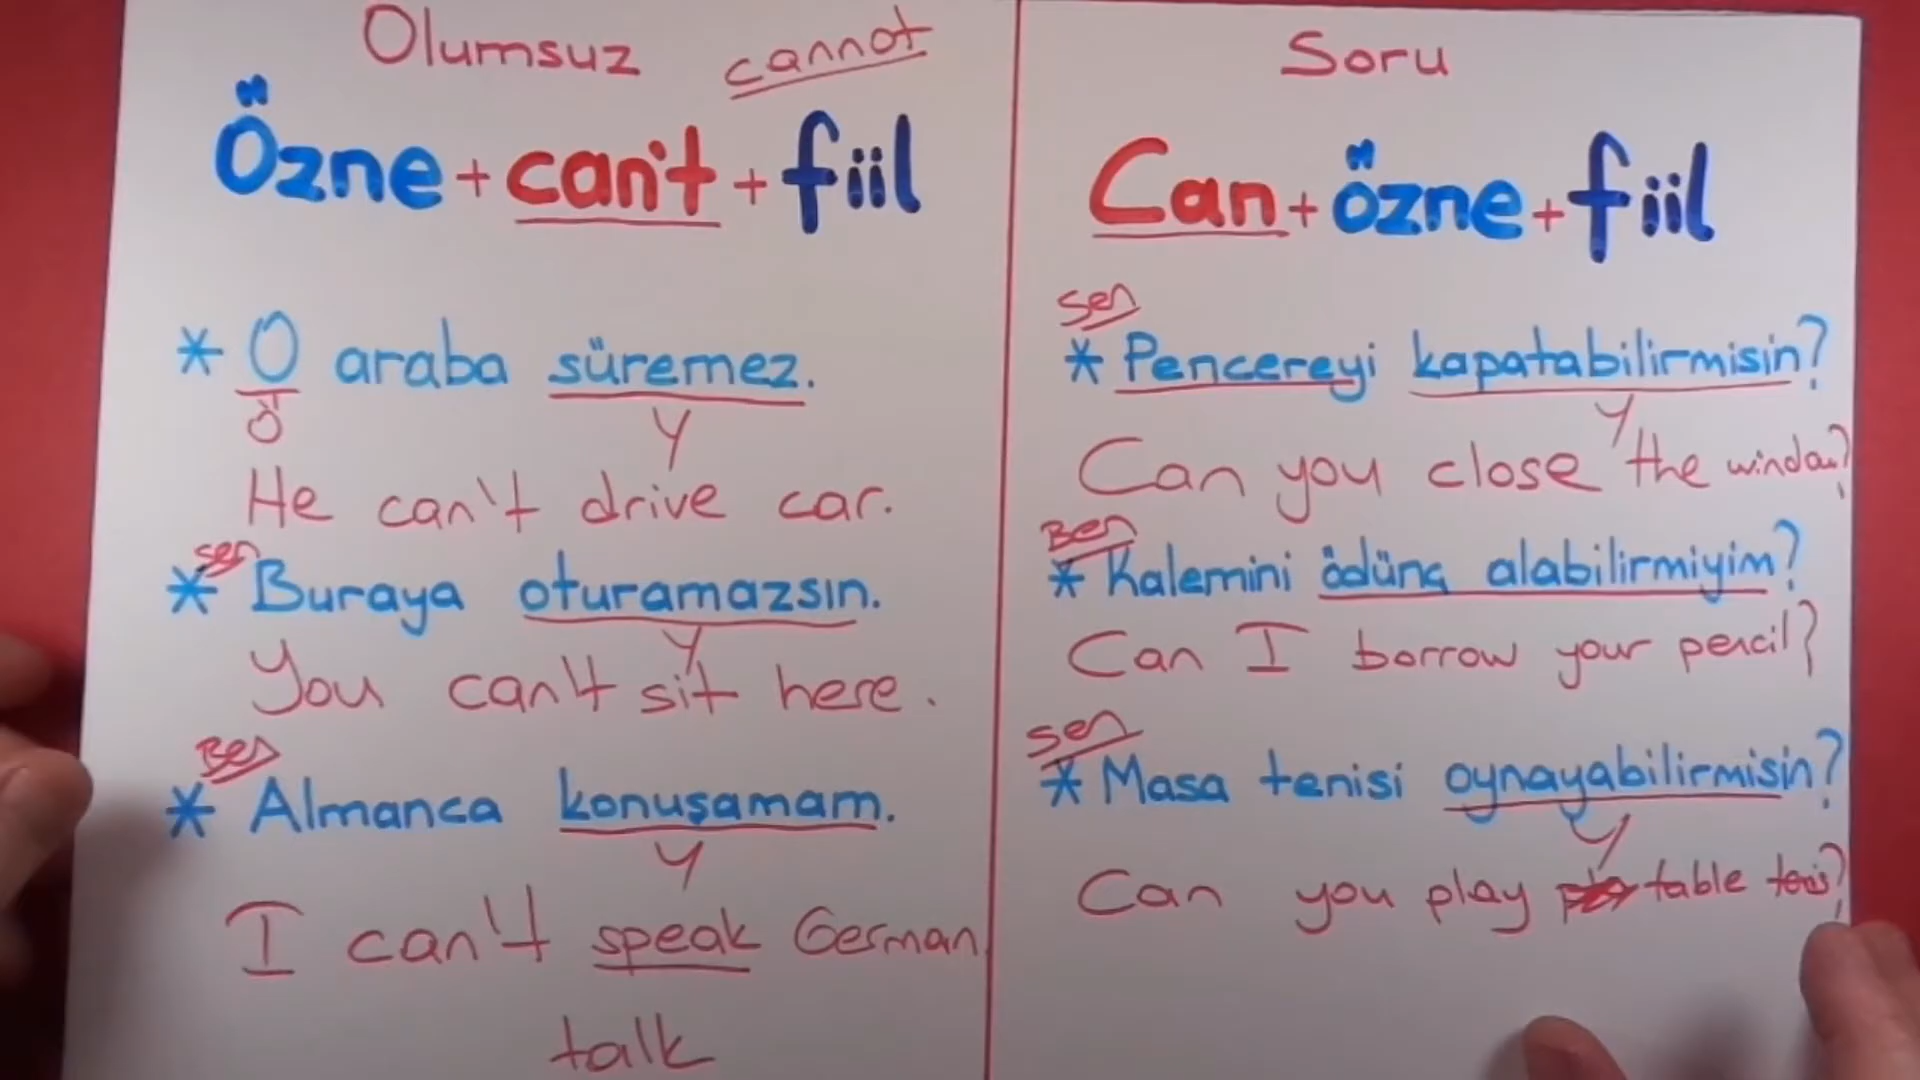 Olumsuz cannot
Özne + can't + fiil
* O araba süremez.
Ö Y
He can't drive car.
sen
* Buraya oturamazsın.
Y
You can't sit here.
Ben
* Almanca konuşamam.
Y
I can't speak German
talk
Soru
Can + özne + fiil
sen
* Pencereyi kapatabilirmisin?
Y
Can you close the window?
Ben
* Kalemini ödünç alabilirmiyim?
Can I borrow your pencil?
sen
* Masa tenisi oynayabilirmisin?
Y
Can you play table